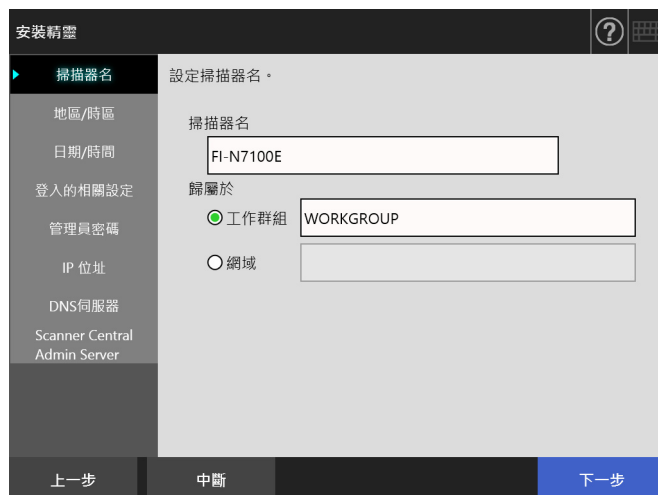 安裝精靈
?
掃描器名
地區/時區
日期/時間
登入的相關設定
管理員密碼
IP 位址
DNS伺服器
Scanner Central
Admin Server
設定掃描器名。
掃描器名
FI-N7100E
歸屬於
工作群組 WORKGROUP
網域
上一步 中斷 下一步